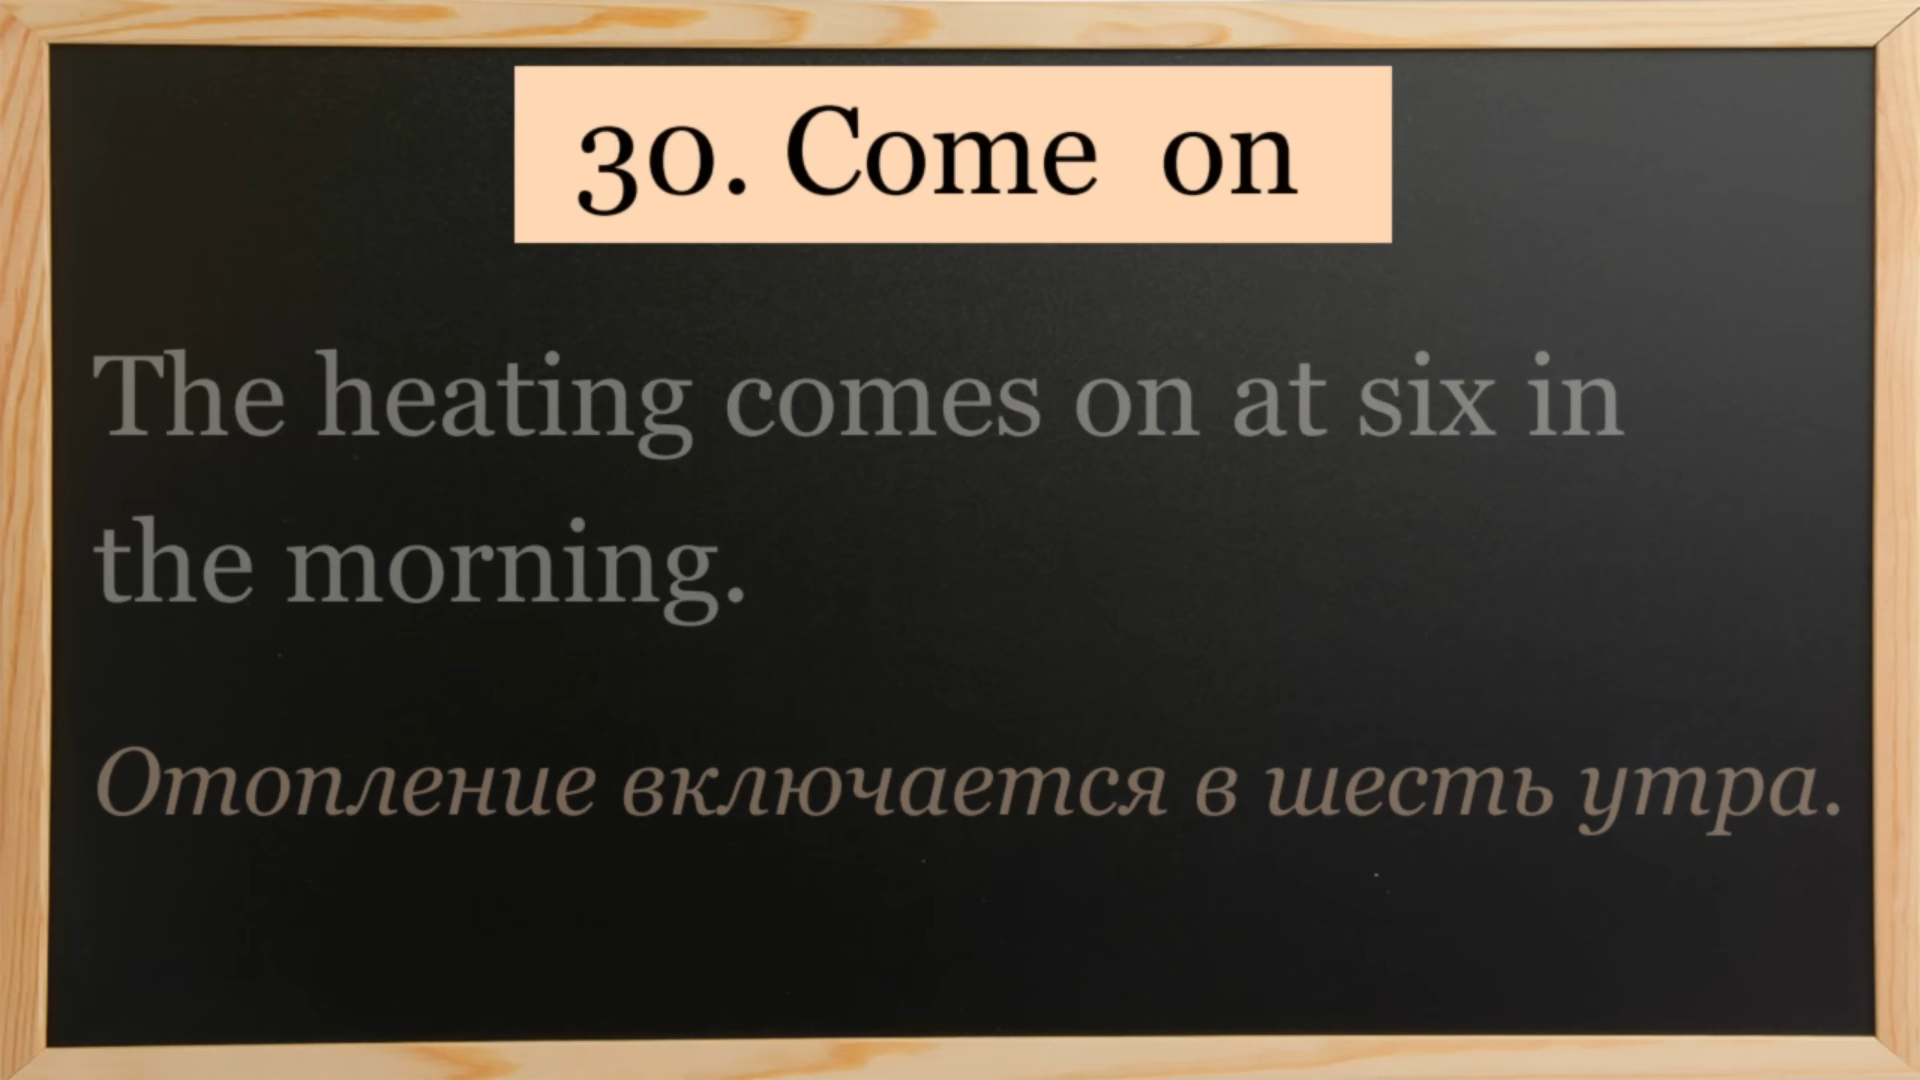 30. Come on
The heating comes on at six in
the morning.
Отопление включается в шесть утра.